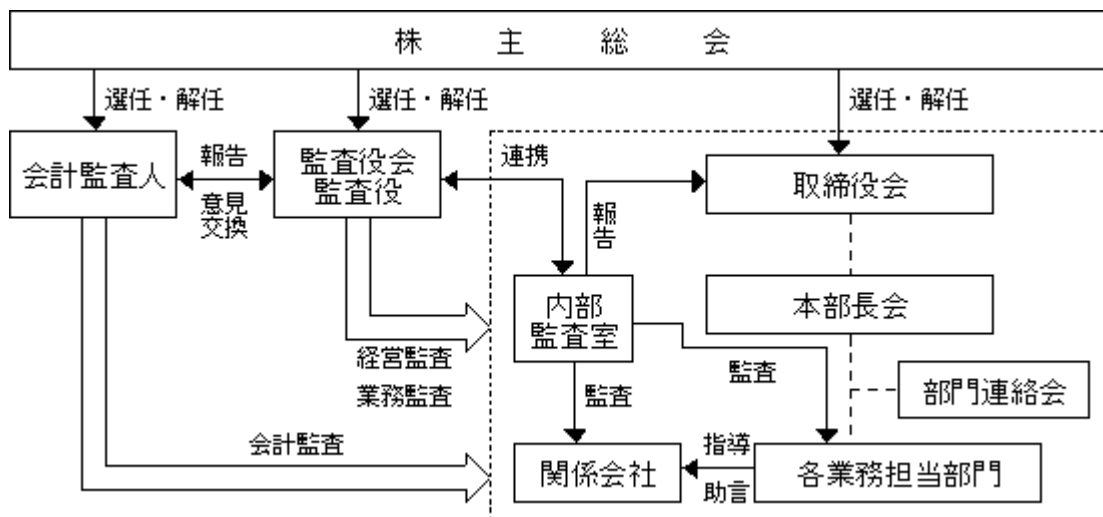 株主総会
選任・解任
選任・解任
選任・解任
会計監査人
報告
意見
交換
監査役会
監査役
連携
報告
取締役会
内部
監査室
本部長会
経営監査
業務監査
監査
監査
部門連絡会
会計監査
関係会社
指導
助言
各業務担当部門